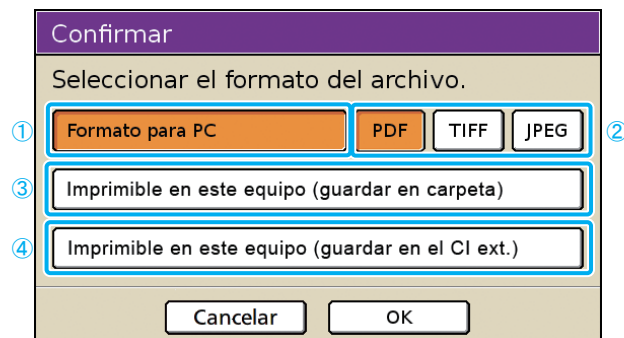 Confirmar
Seleccionar el formato del archivo.
① Formato para PC PDF TIFF JPEG ②
③ Imprimible en este equipo (guardar en carpeta)
④ Imprimible en este equipo (guardar en el CI ext.)
Cancelar OK